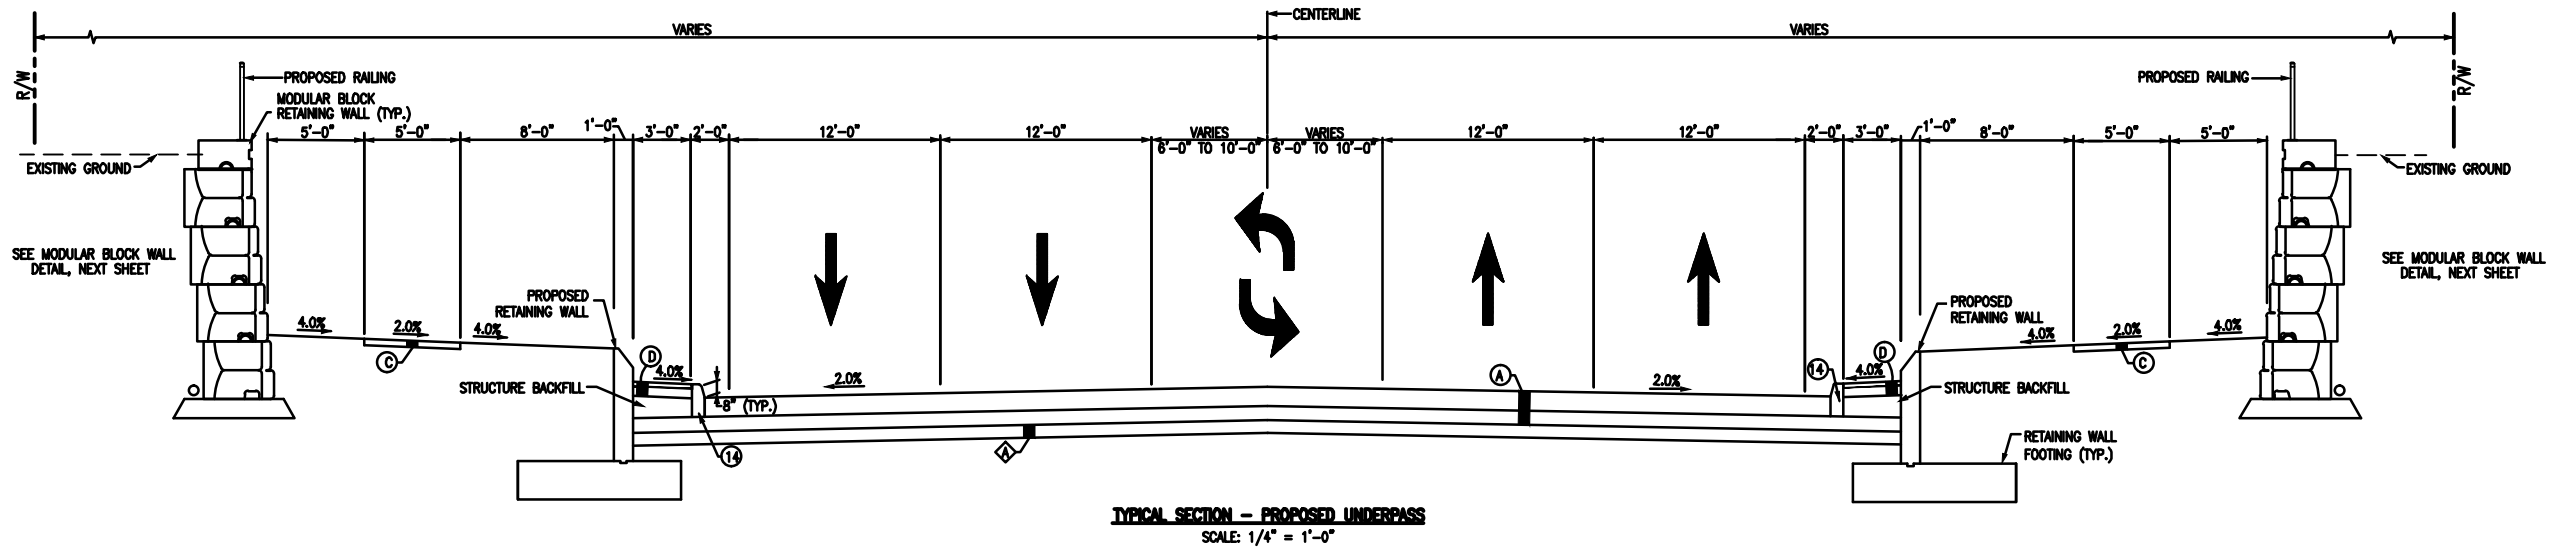 CENTERLINE
VARIES
VARIES
R/W
R/W
PROPOSED RAILING
PROPOSED RAILING
MODULAR BLOCK
RETAINING WALL (TYP.)
5'-0"
5'-0"
8'-0"
1'-0"
3'-0"
2'-0"
12'-0"
12'-0"
VARIES
6'-0" TO 10'-0"
VARIES
6'-0" TO 10'-0"
12'-0"
12'-0"
2'-0"
3'-0"
1'-0"
8'-0"
5'-0"
5'-0"
EXISTING GROUND
EXISTING GROUND
SEE MODULAR BLOCK WALL
DETAIL, NEXT SHEET
SEE MODULAR BLOCK WALL
DETAIL, NEXT SHEET
PROPOSED
RETAINING WALL
PROPOSED
RETAINING WALL
4.0%
2.0%
4.0%
C
D
4.0%
2.0%
A
2.0%
14
D
4.0%
4.0%
2.0%
4.0%
C
STRUCTURE BACKFILL
8" (TYP.)
STRUCTURE BACKFILL
14
A
RETAINING WALL
FOOTING (TYP.)
TYPICAL SECTION - PROPOSED UNDERPASS
SCALE: 1/4" = 1'-0"